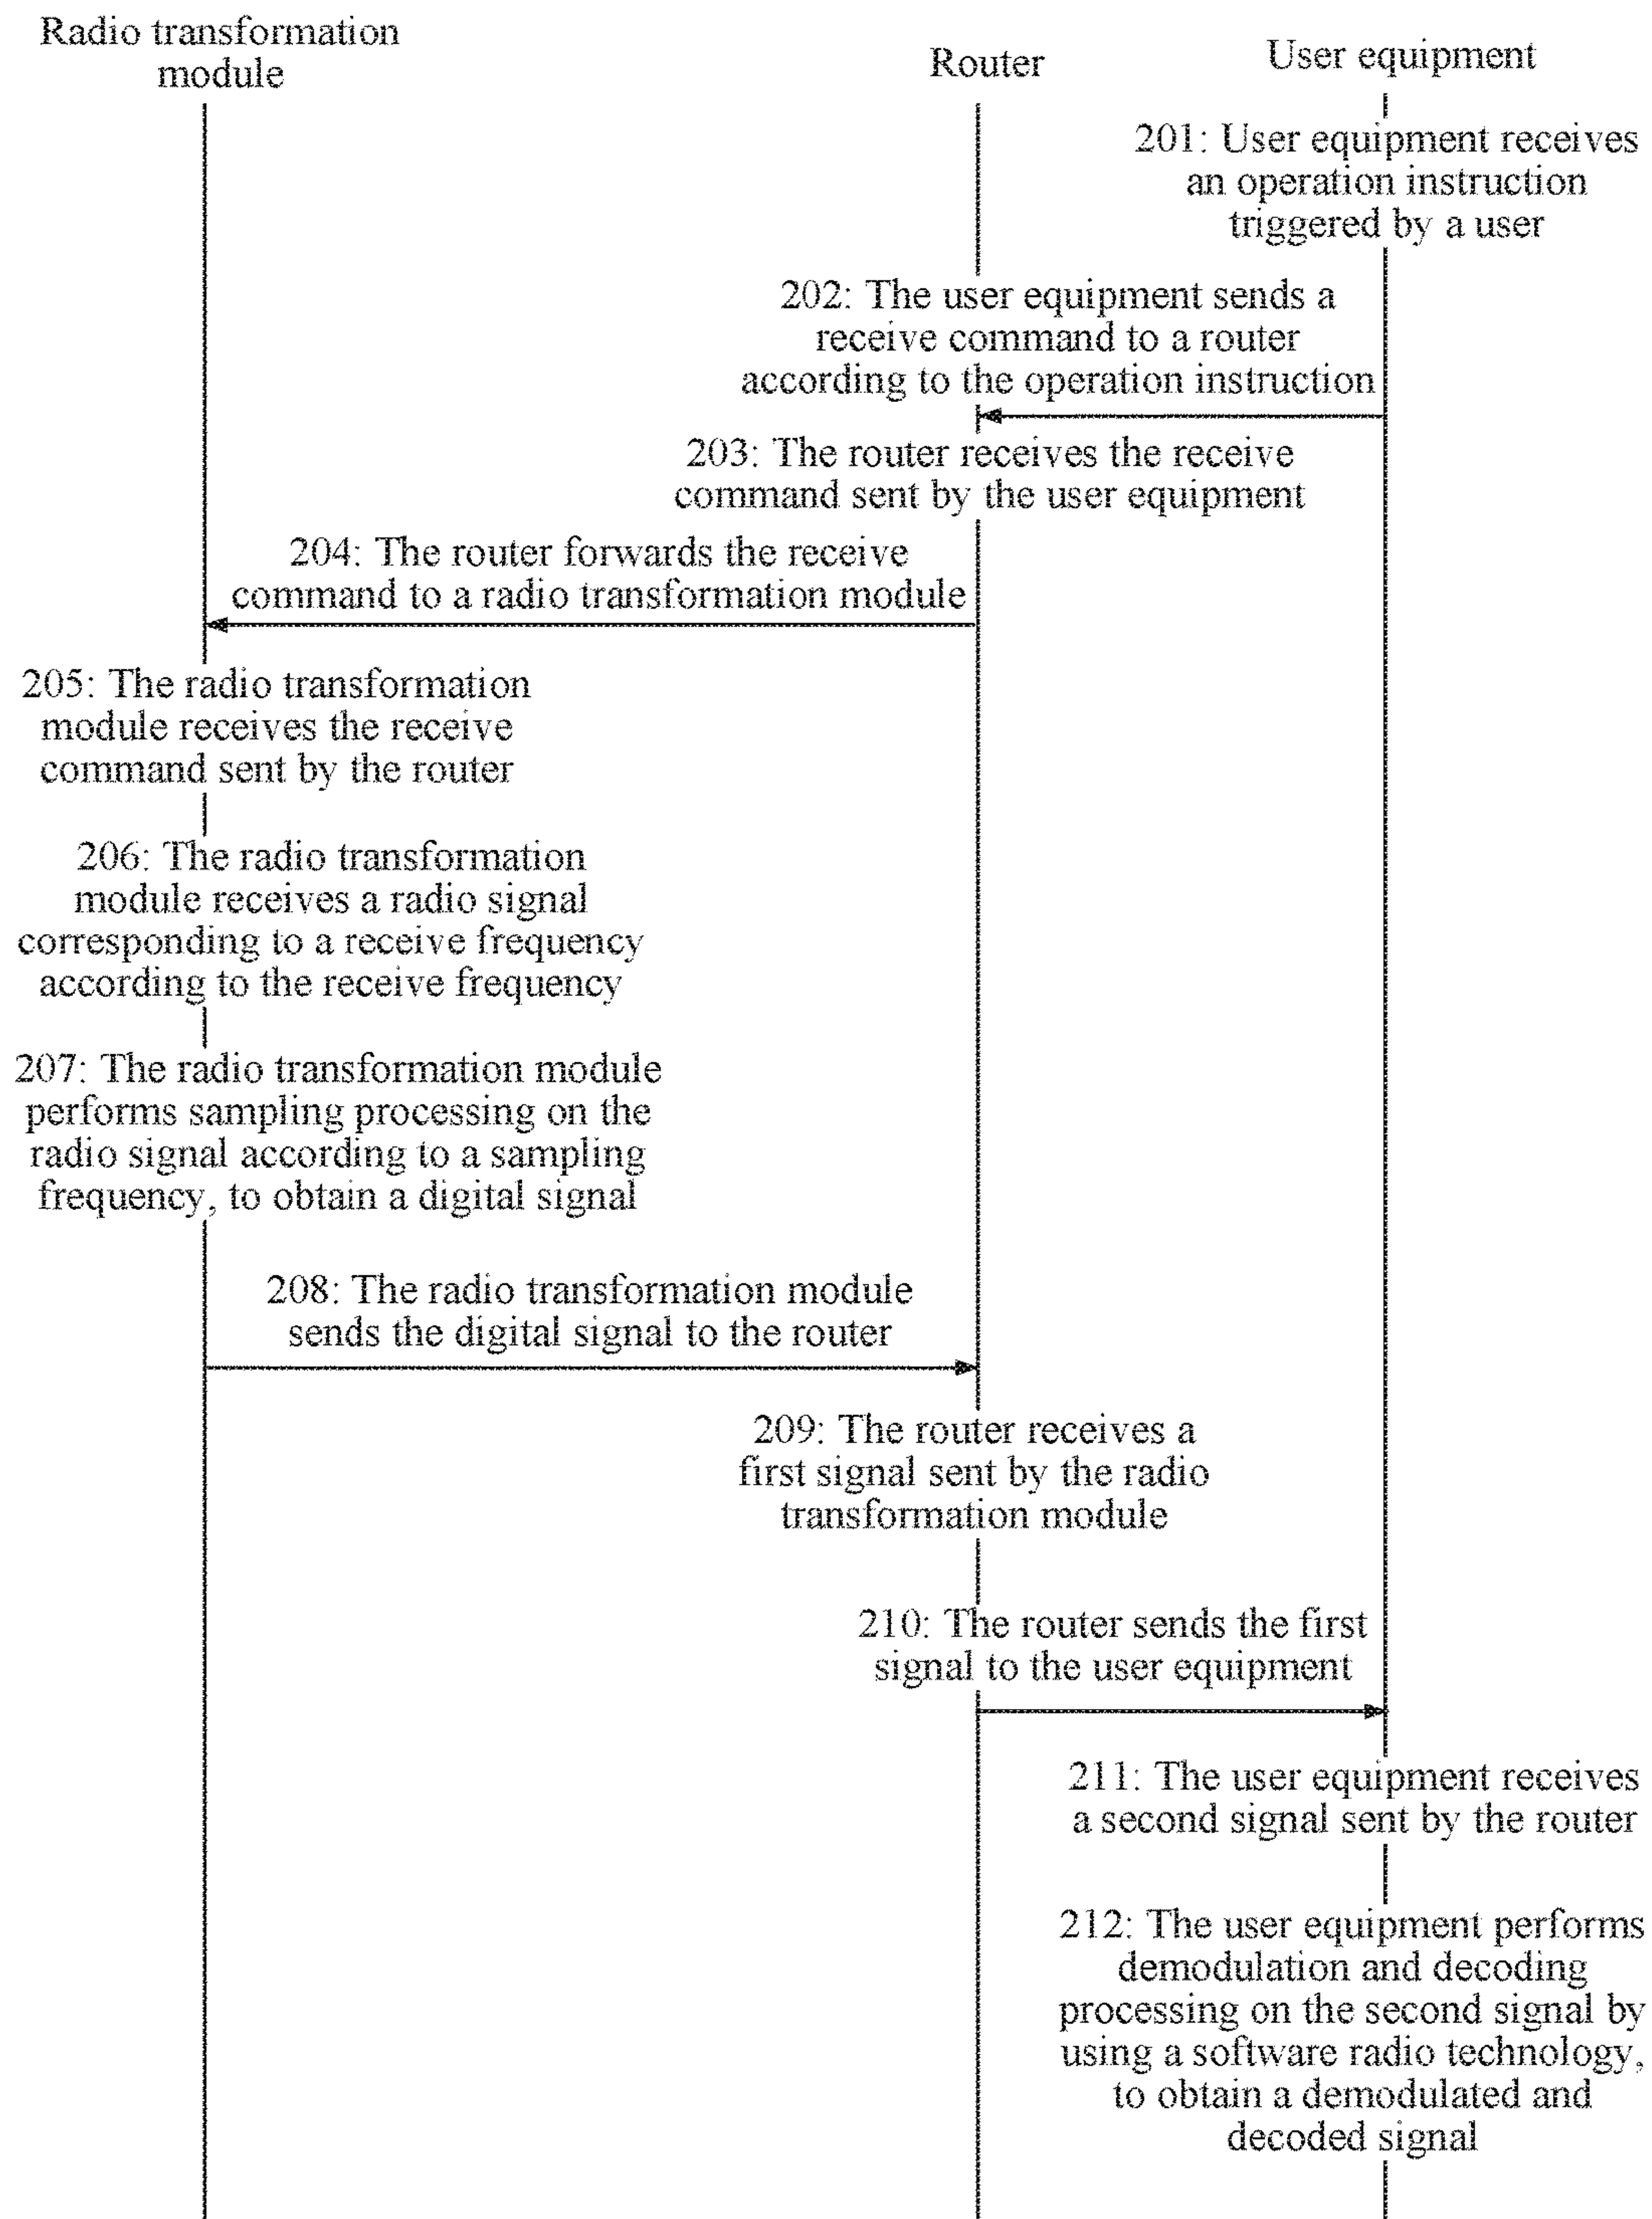 Radio transformation
module
Router
User equipment
201: User equipment receives
an operation instruction
triggered by a user
202: The user equipment sends a
receive command to a router
according to the operation instruction
203: The router receives the receive
command sent by the user equipment
204: The router forwards the receive
command to a radio transformation module
205: The radio transformation
module receives the receive
command sent by the router
206: The radio transformation
module receives a radio signal
corresponding to a receive frequency
according to the receive frequency
207: The radio transformation module
performs sampling processing on the
radio signal according to a sampling
frequency, to obtain a digital signal
208: The radio transformation module
sends the digital signal to the router
209: The router receives a
first signal sent by the radio
transformation module
210: The router sends the first
signal to the user equipment
211: The user equipment receives
a second signal sent by the router
212: The user equipment performs
demodulation and decoding
processing on the second signal by
using a software radio technology,
to obtain a demodulated and
decoded signal